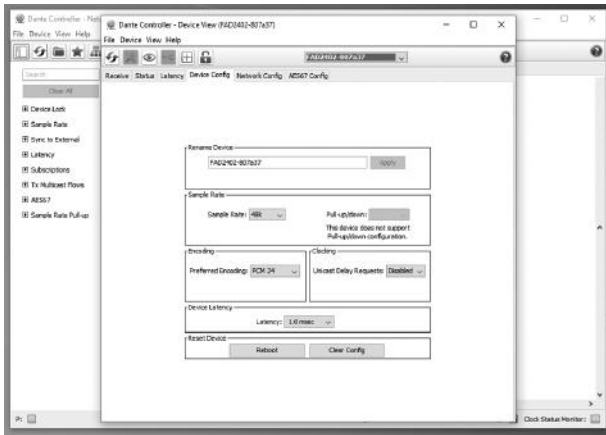 Dante Controller - Net
File Device View Help
Search
Clear All
Device Lock
Sample Rate
Sync to External
Latency
Subscriptions
Tx Multicast Flows
AES67
Sample Rate Pull-up
P:
Clock Status Monitor:
Dante Controller - Device View (FAD2402-807a37)
File Device View Help
FAD2402-807a37
Receive Status Latency Device Config Network Config AES67 Config
Rename Device
FAD2402-807a37 Apply
Sample Rate
Sample Rate: 48k Pull-up/down:
This device does not support
Pull-up/down configuration.
Encoding Clocking
Preferred Encoding: PCM 24 Unicast Delay Requests: Disabled
Device Latency
Latency: 1.0 msec
Reset Device
Reboot Clear Config